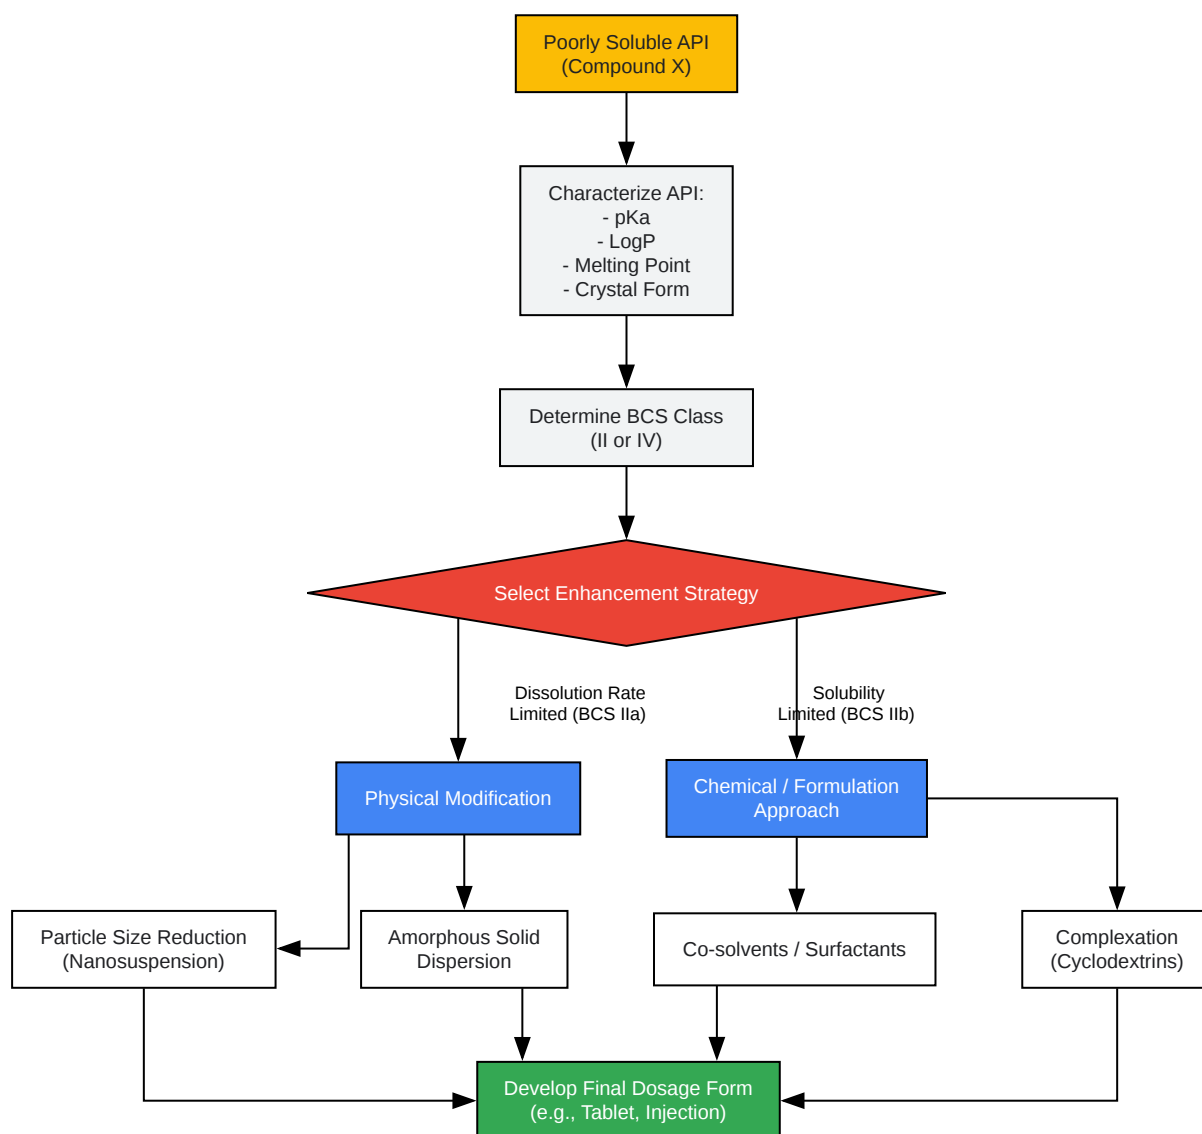 Poorly Soluble API
(Compound X)
Characterize API:
- pKa
- LogP
- Melting Point
- Crystal Form
Determine BCS Class
(II or IV)
Select Enhancement Strategy
Dissolution Rate
Limited (BCS IIa)
Solubility
Limited (BCS IIb)
Physical Modification
Chemical / Formulation
Approach
Particle Size Reduction
(Nanosuspension)
Amorphous Solid
Dispersion
Co-solvents / Surfactants
Complexation
(Cyclodextrins)
Develop Final Dosage Form
(e.g., Tablet, Injection)